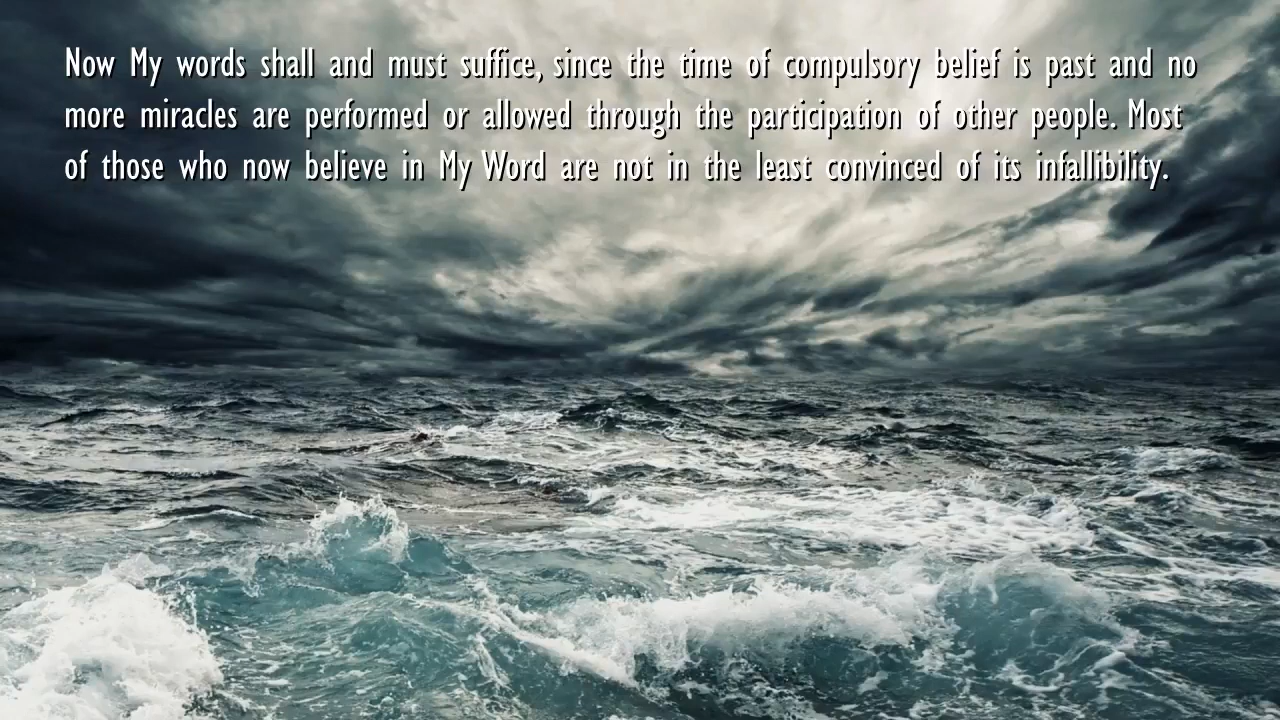 Now My words shall and must suffice, since the time of compulsory belief is past and no
more miracles are performed or allowed through the participation of other people. Most
of those who now believe in My Word are not in the least convinced of its infallibility.